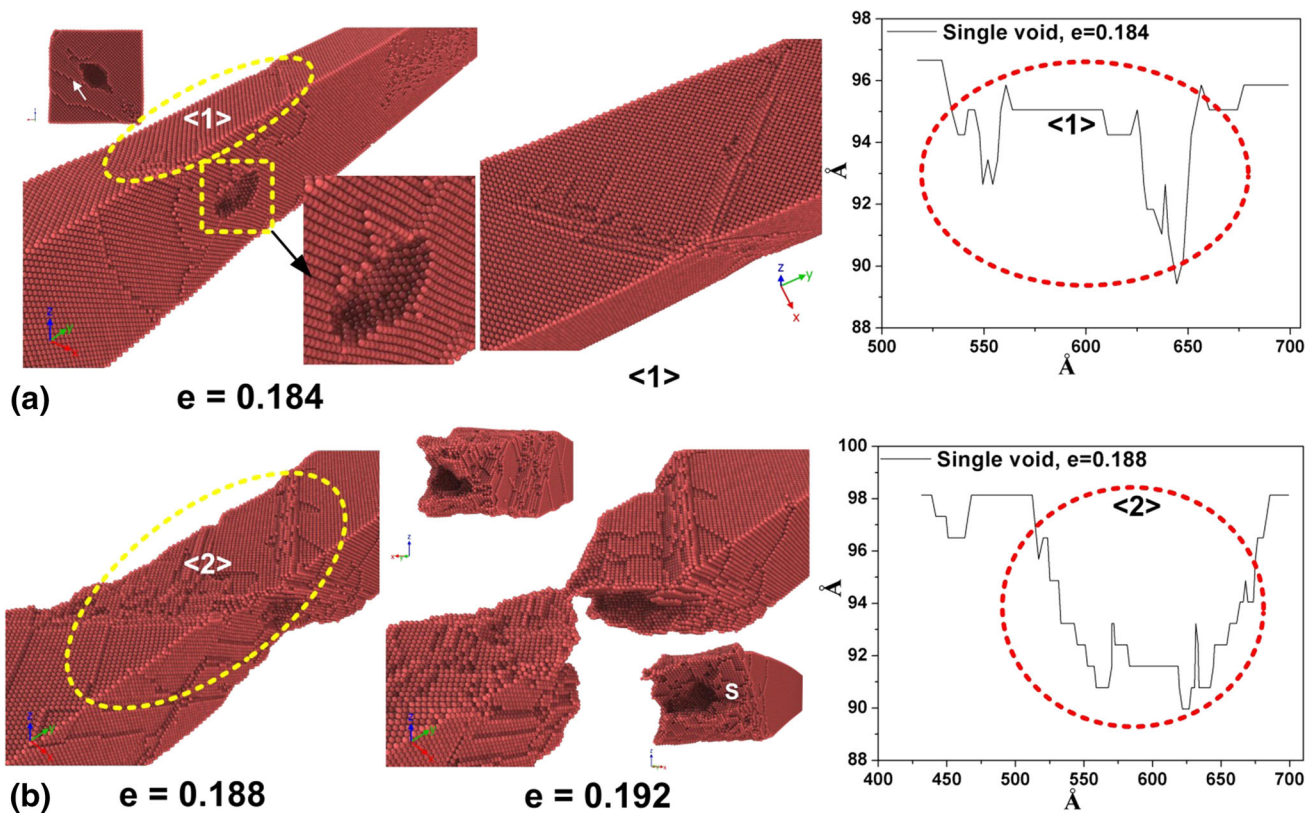 <1>
z
y
x
(a)
e = 0.184
z
y
x
<1>
98
96
94
92
90
88
Å
Single void, e=0.184
<1>
500
550
600
650
700
Å
<2>
z
(b)
e = 0.188
z
x
y
z
S
z
x
e = 0.192
100
98
96
94
92
90
88
Å
Single void, e=0.188
<2>
400
450
500
550
600
650
700
Å